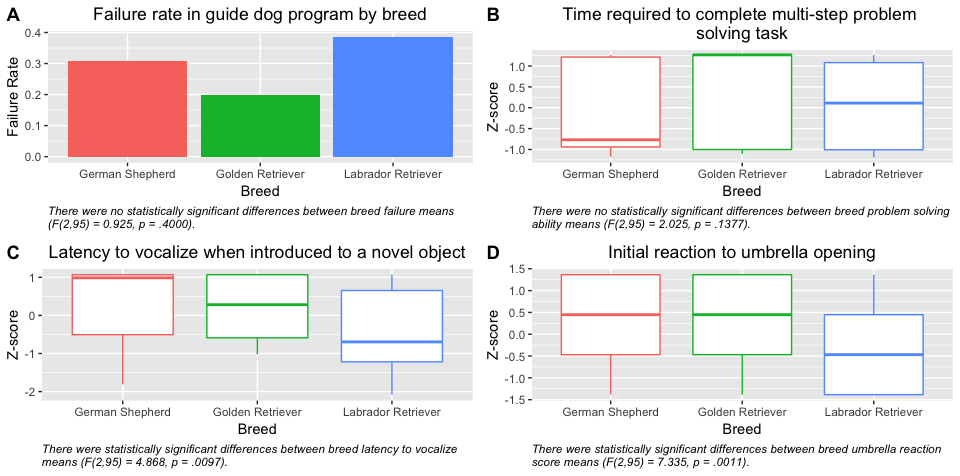 A
Failure rate in guide dog program by breed
Failure Rate
0.4
0.3
0.2
0.1
0.0
German Shepherd Golden Retriever Labrador Retriever
Breed
There were no statistically significant differences between breed failure means
(F(2,95) = 0.925, p = .4000).
B
Time required to complete multi-step problem
solving task
Z-score
1.0
0.5
0.0
-0.5
-1.0
German Shepherd Golden Retriever Labrador Retriever
Breed
There were no statistically significant differences between breed problem solving
ability means (F(2,95) = 2.025, p = .1377).
C
Latency to vocalize when introduced to a novel object
Z-score
1
0
-1
-2
German Shepherd Golden Retriever Labrador Retriever
Breed
There were statistically significant differences between breed latency to vocalize
means (F(2,95) = 4.868, p = .0097).
D
Initial reaction to umbrella opening
Z-score
1.5
1.0
0.5
0.0
-0.5
-1.0
-1.5
German Shepherd Golden Retriever Labrador Retriever
Breed
There were statistically significant differences between breed umbrella reaction
score means (F(2,95) = 7.335, p = .0011).